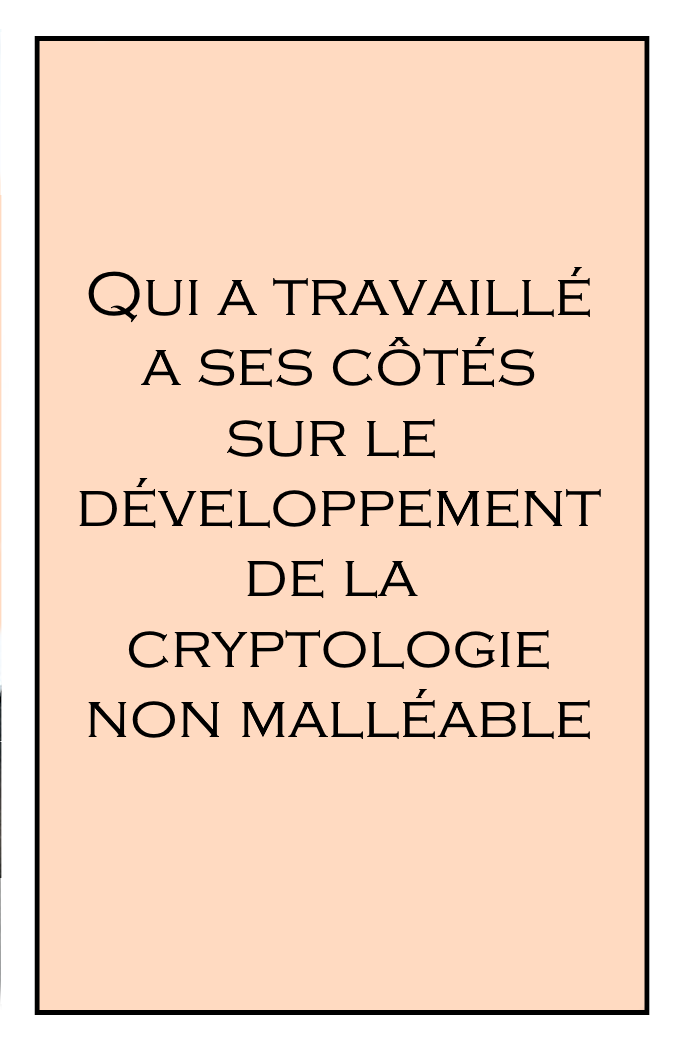 Qui a travaillé
a ses côtés
sur le
développement
de la
cryptologie
non malléable